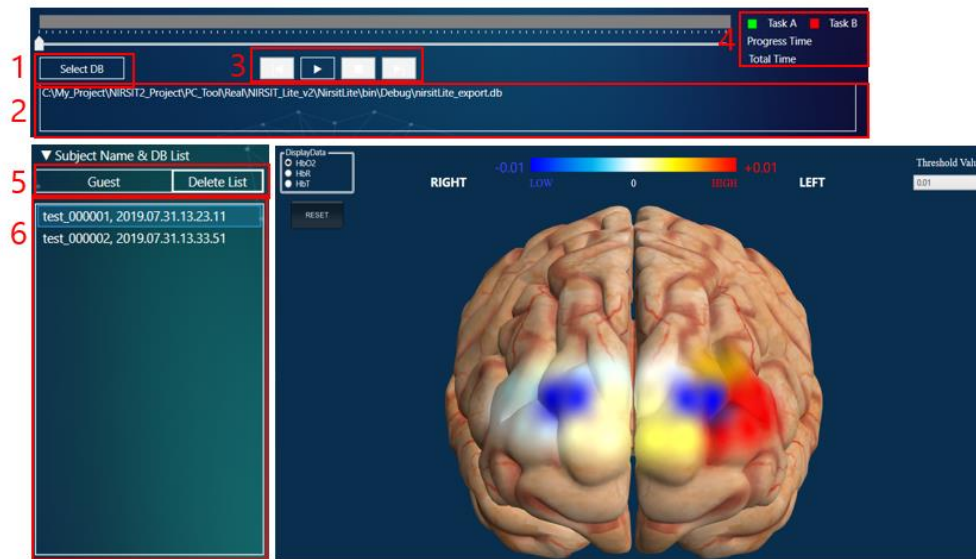 Task A Task B
4 Progress Time
Total Time
1 Select DB 3
2 C:\My_Project\NIRSIT2_Project\PC_Tool\Real\NIRSIT_Lite_v2\NirsitLite\bin\Debug\nirsitLite_export.db
▼ Subject Name & DB List
5 Guest Delete List
6 test_000001, 2019.07.31.13.23.11
test_000002, 2019.07.31.13.33.51
DisplayData
HbO2
HbR
HbT
RESET
-0.01 +0.01
RIGHT LOW 0 HIGH LEFT
Threshold Valu
0.01